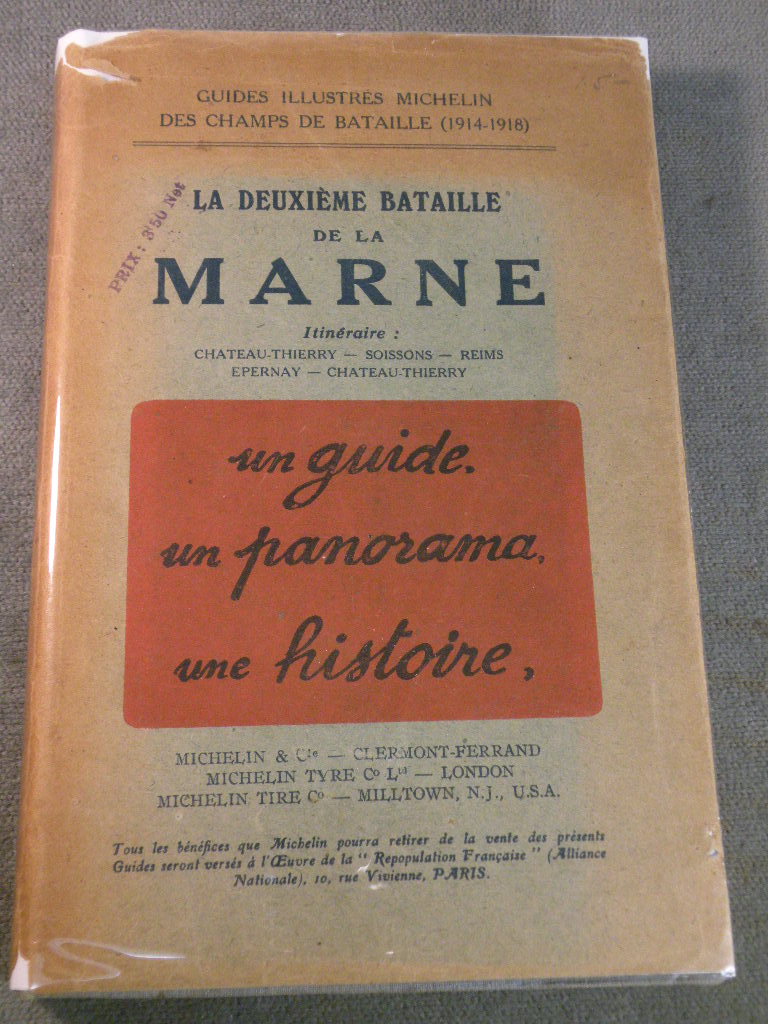 GUIDES ILLUSTRÉS MICHELIN
DES CHAMPS DE BATAILLE (1914-1918)
PRIX: 3'50 Net
LA DEUXIÈME BATAILLE
DE LA
MARNE
Itinéraire :
CHATEAU-THIERRY — SOISSONS — REIMS
EPERNAY — CHATEAU-THIERRY
un guide.
un panorama,
une histoire,
MICHELIN & Cie — CLERMONT-FERRAND
MICHELIN TYRE Co Ltd — LONDON
MICHELIN TIRE Co — MILLTOWN, N.J., U.S.A.
Tous les bénéfices que Michelin pourra retirer de la vente des présents
Guides seront versés à l'Œuvre de la " Repopulation Française " (Alliance
Nationale), 10, rue Vivienne, PARIS.